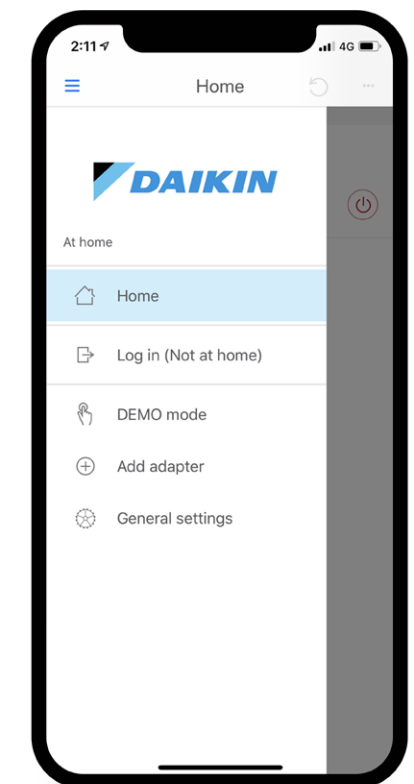 2:11
4G
Home
DAIKIN
At home
Home
Log in (Not at home)
DEMO mode
Add adapter
General settings